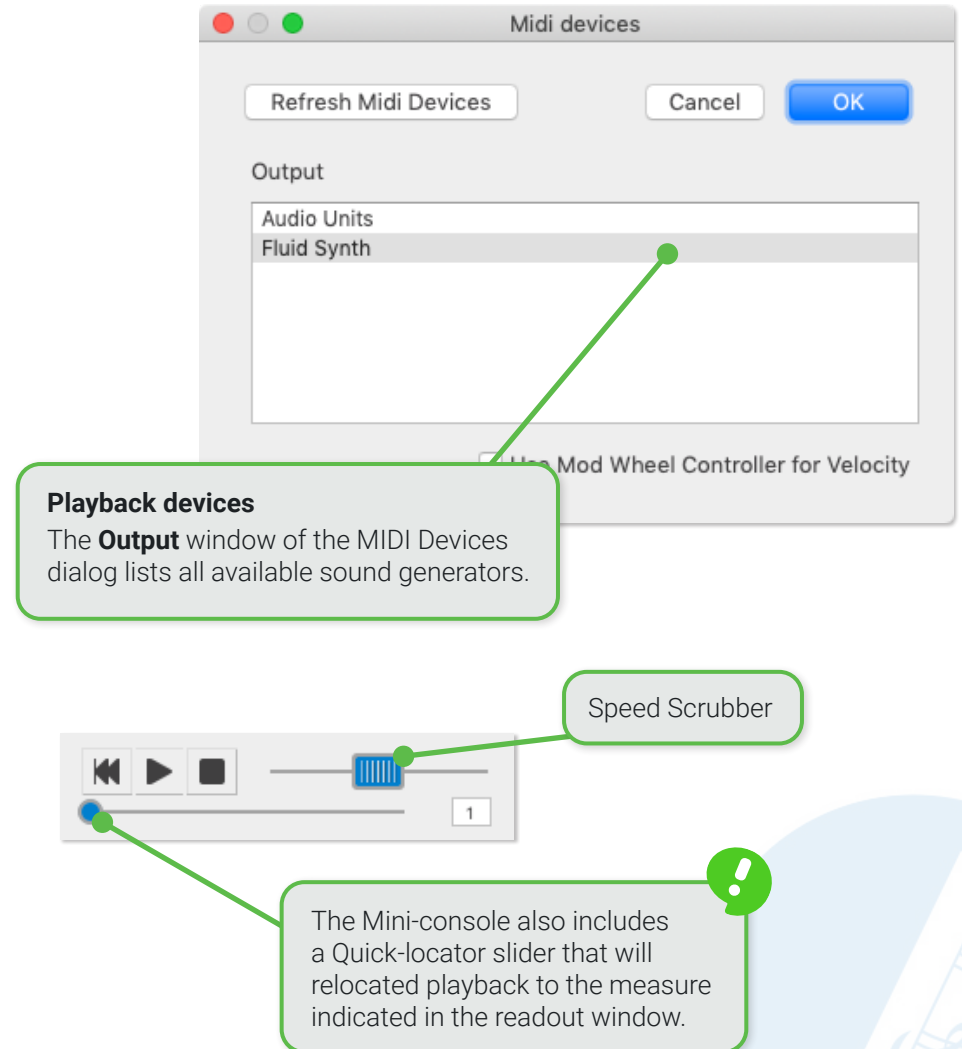 Midi devices
Refresh Midi Devices
Cancel
OK
Output
Audio Units
Fluid Synth
Mod Wheel Controller for Velocity
Playback devices
The Output window of the MIDI Devices
dialog lists all available sound generators.
Speed Scrubber
1
The Mini-console also includes
a Quick-locator slider that will
relocated playback to the measure
indicated in the readout window.